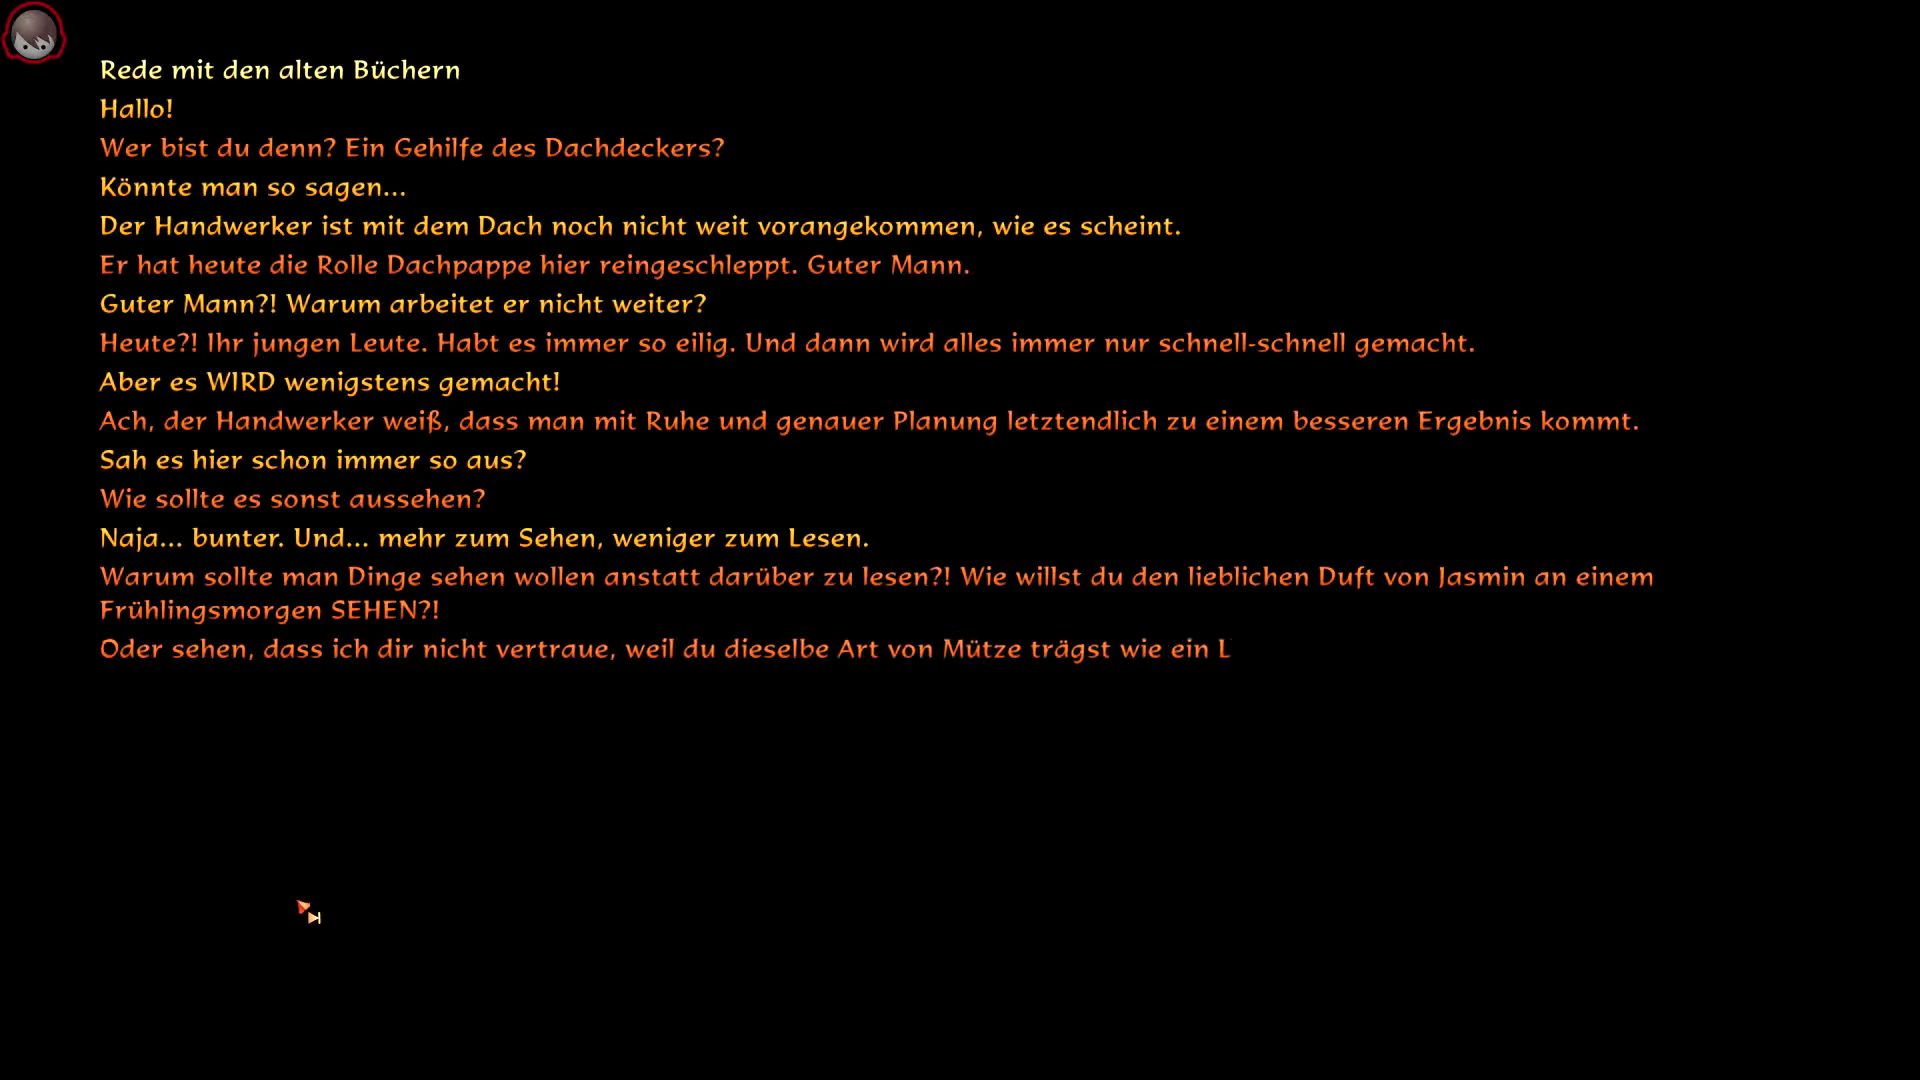 Rede mit den alten Büchern
Hallo!
Wer bist du denn? Ein Gehilfe des Dachdeckers?
Könnte man so sagen...
Der Handwerker ist mit dem Dach noch nicht weit vorangekommen, wie es scheint.
Er hat heute die Rolle Dachpappe hier reingeschleppt. Guter Mann.
Guter Mann?! Warum arbeitet er nicht weiter?
Heute?! Ihr jungen Leute. Habt es immer so eilig. Und dann wird alles immer nur schnell-schnell gemacht.
Aber es WIRD wenigstens gemacht!
Ach, der Handwerker weiß, dass man mit Ruhe und genauer Planung letztendlich zu einem besseren Ergebnis kommt.
Sah es hier schon immer so aus?
Wie sollte es sonst aussehen?
Naja... bunter. Und... mehr zum Sehen, weniger zum Lesen.
Warum sollte man Dinge sehen wollen anstatt darüber zu lesen?! Wie willst du den lieblichen Duft von Jasmin an einem
Frühlingsmorgen SEHEN?!
Oder sehen, dass ich dir nicht vertraue, weil du dieselbe Art von Mütze trägst wie ein L